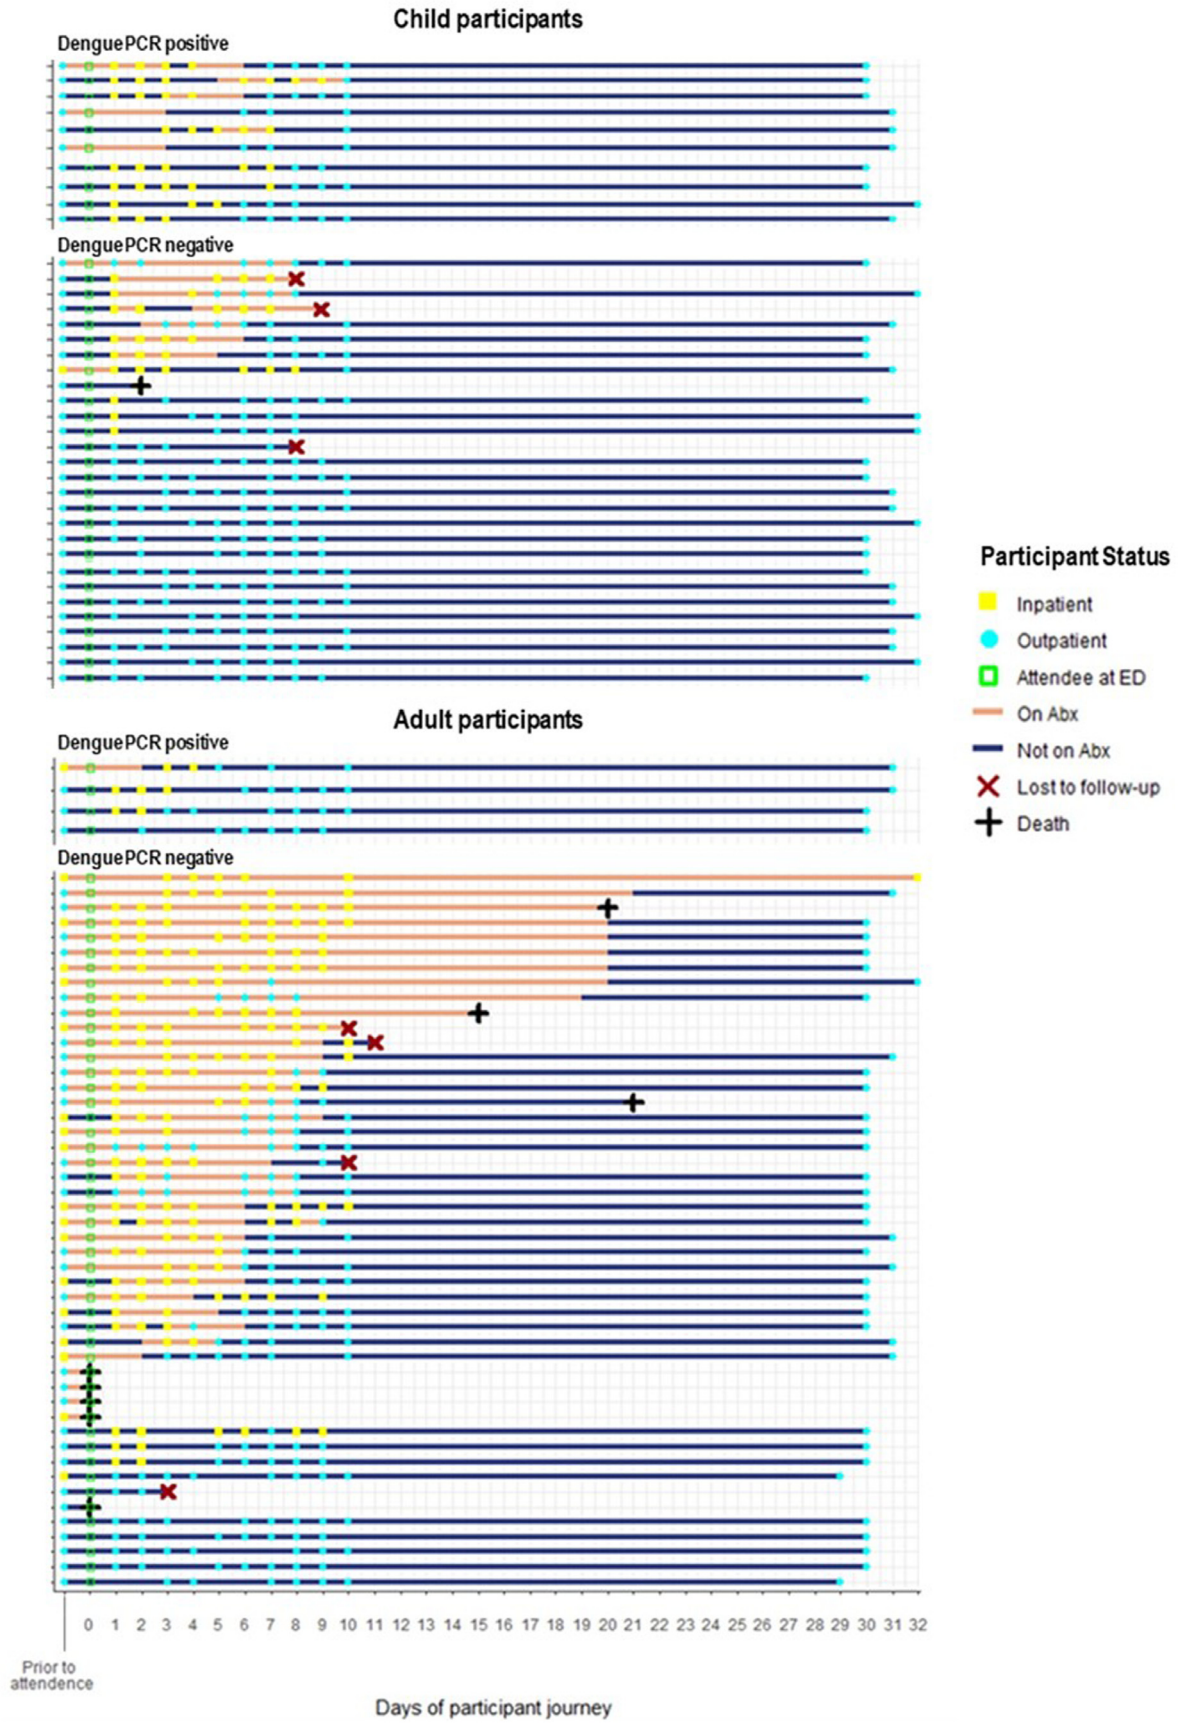 Child participants
Dengue PCR positive
Dengue PCR negative
Participant Status
Inpatient
Outpatient
Attendee at ED
On Abx
Not on Abx
Lost to follow-up
Death
Adult participants
Dengue PCR positive
Dengue PCR negative
0 1 2 3 4 5 6 7 8 9 10 11 12 13 14 15 16 17 18 19 20 21 22 23 24 25 26 27 28 29 30 31 32
Prior to
attendence
Days of participant journey